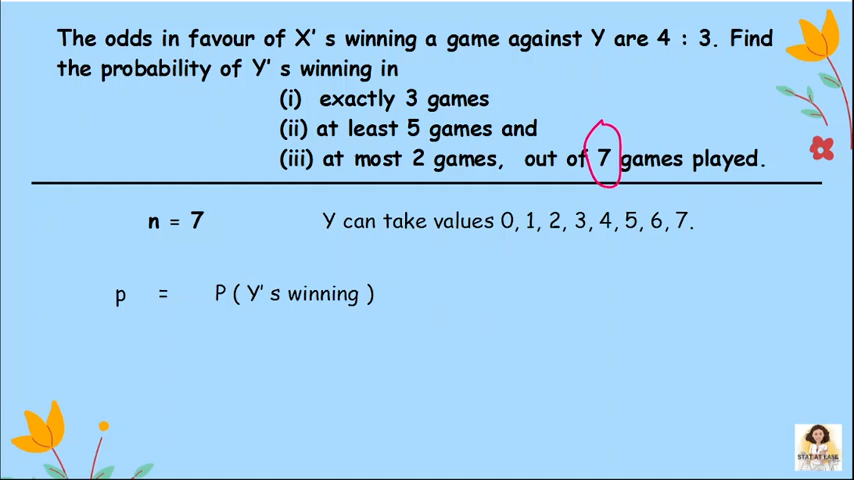 The odds in favour of X' s winning a game against Y are 4 : 3. Find
the probability of Y' s winning in
(i) exactly 3 games
(ii) at least 5 games and
(iii) at most 2 games, out of 7 games played.
n = 7 Y can take values 0, 1, 2, 3, 4, 5, 6, 7.
p = P ( Y' s winning )
STAT AT EASE